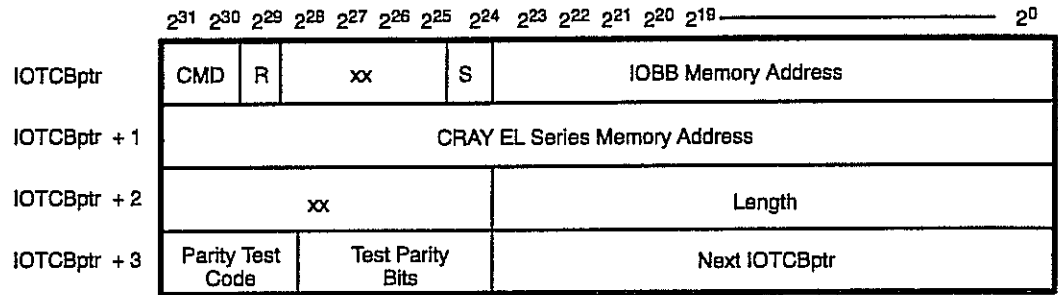 2³¹ 2³⁰ 2²⁹ 2²⁸ 2²⁷ 2²⁶ 2²⁵ 2²⁴ 2²³ 2²² 2²¹ 2²⁰ 2¹⁹ 2⁰
IOTCBptr CMD R xx S IOBB Memory Address
IOTCBptr + 1 CRAY EL Series Memory Address
IOTCBptr + 2 xx Length
IOTCBptr + 3 Parity Test Code Test Parity Bits Next IOTCBptr